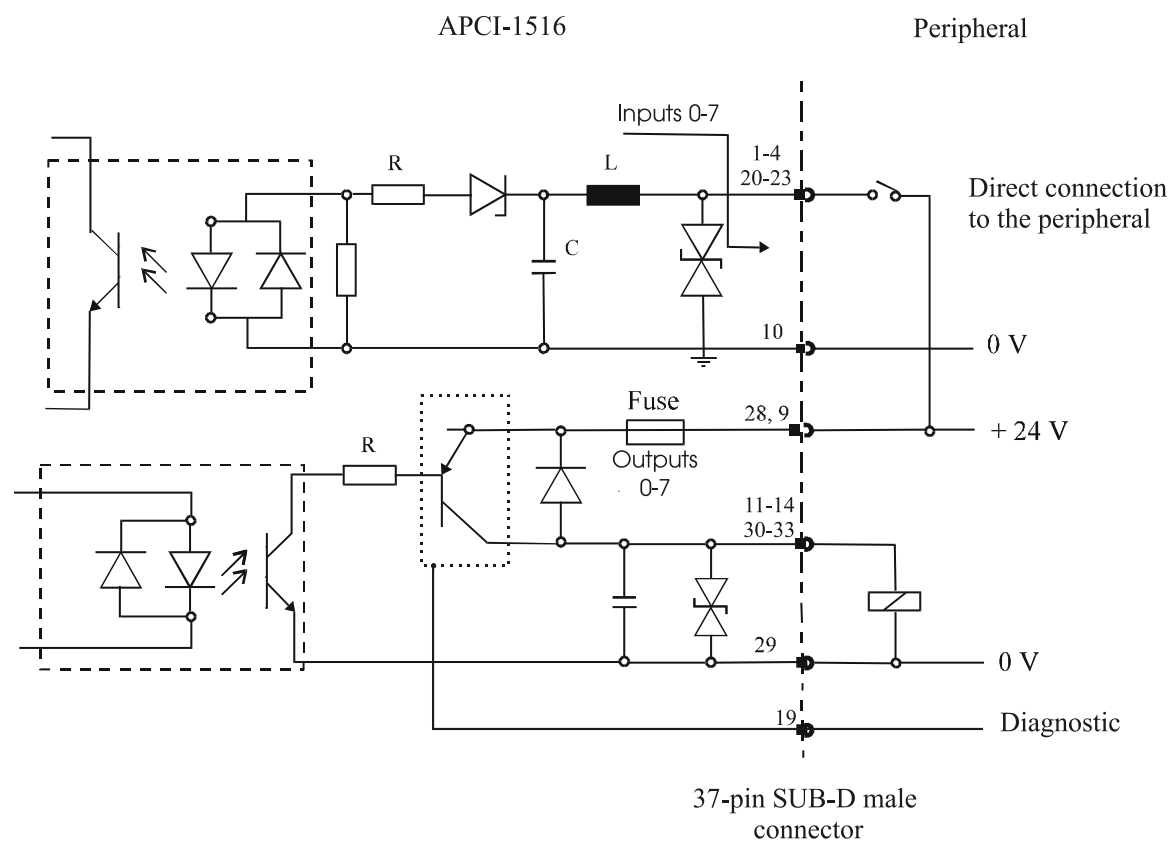 APCI-1516
Peripheral
Inputs 0-7
R
L
1-4
20-23
Direct connection
to the peripheral
C
10
0 V
Fuse
28, 9
+ 24 V
R
Outputs
0-7
11-14
30-33
29
0 V
19
Diagnostic
37-pin SUB-D male
connector